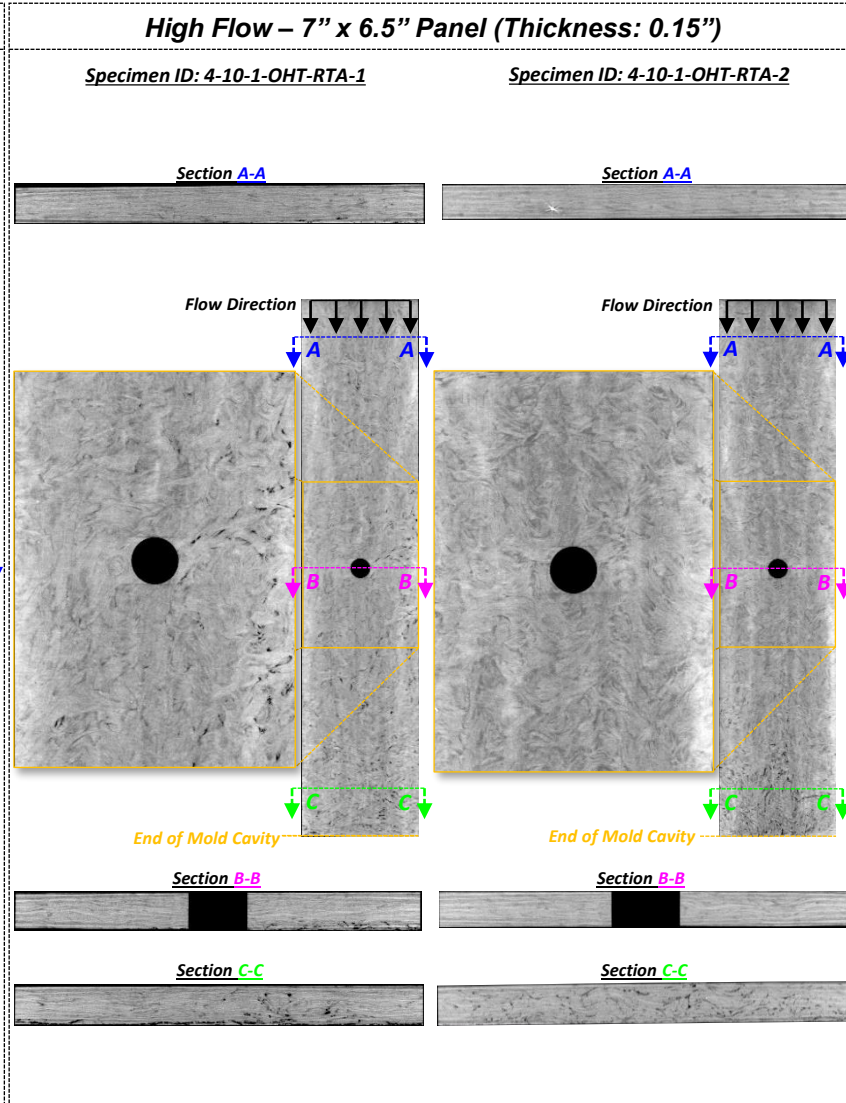 High Flow – 7” x 6.5” Panel (Thickness: 0.15”)
Specimen ID: 4-10-1-OHT-RTA-1
Specimen ID: 4-10-1-OHT-RTA-2
Section A-A
Section A-A
Flow Direction
Flow Direction
A A
A A
B B
B B
C C
C C
End of Mold Cavity
End of Mold Cavity
Section B-B
Section B-B
Section C-C
Section C-C